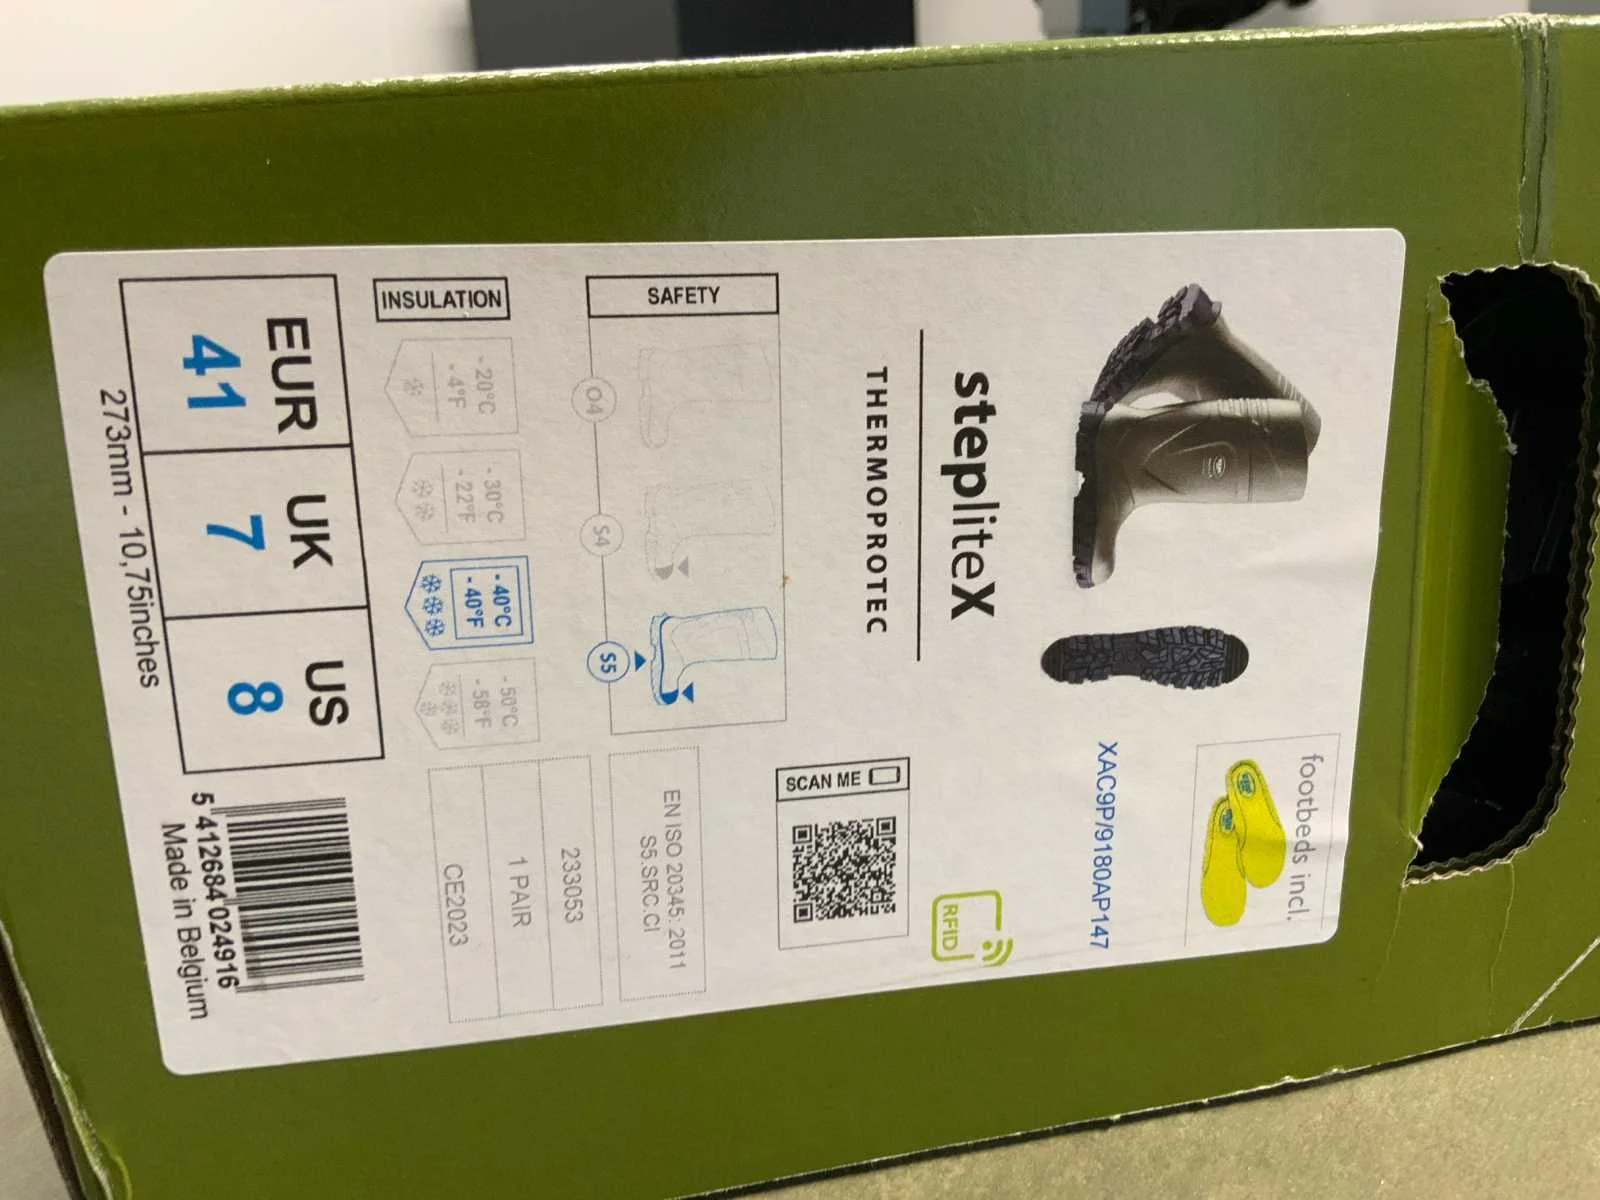 footbeds incl.
XAC9P/9180AP147
stepliteX
THERMOPROTEC
RFID
SCAN ME
SAFETY
O4
S4
S5
EN ISO 20345: 2011
S5.SRC.CI
233053
1 PAIR
CE2023
INSULATION
-20°C
-4°F
-30°C
-22°F
-40°C
-40°F
-50°C
-58°F
EUR
41
UK
7
US
8
273mm - 10,75inches
5 412684 024916
Made in Belgium